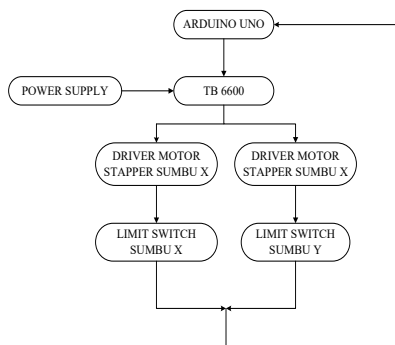 ARDUINO UNO
POWER SUPPLY
TB 6600
DRIVER MOTOR
STAPPER SUMBU X
DRIVER MOTOR
STAPPER SUMBU X
LIMIT SWITCH
SUMBU X
LIMIT SWITCH
SUMBU Y